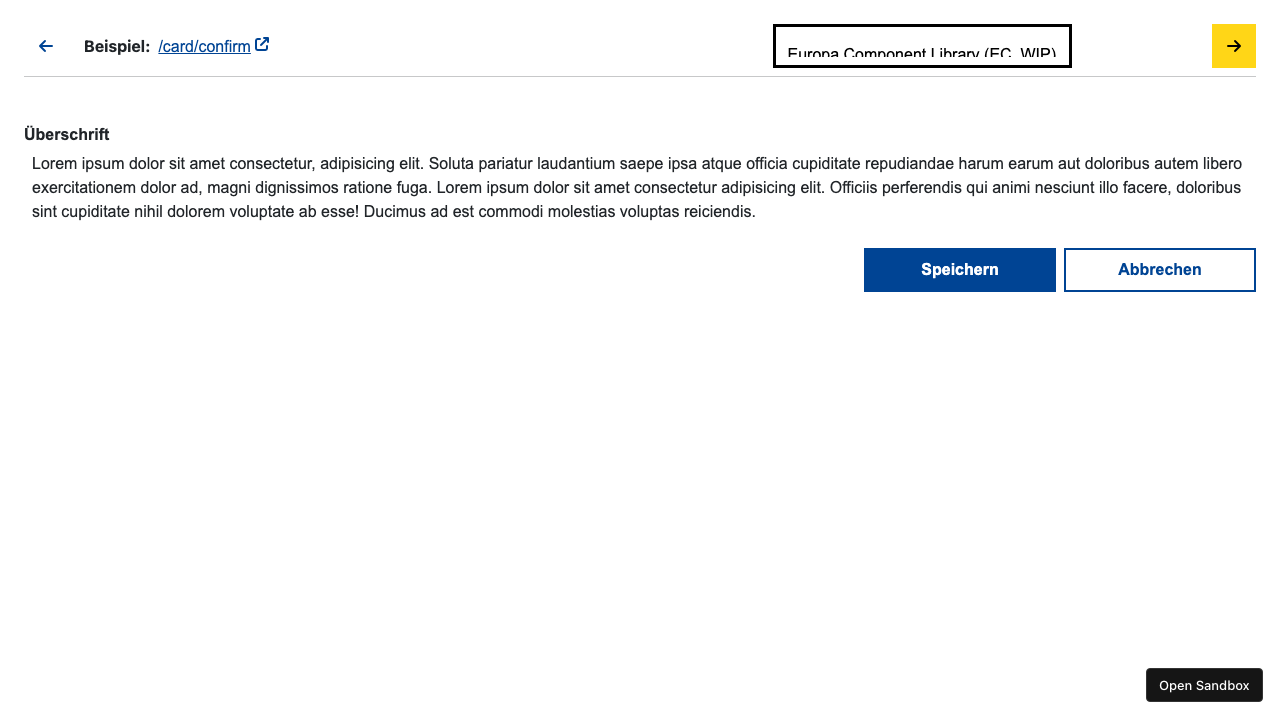 Beispiel: /card/confirm
Europa Component Library (EC, WIP)
Überschrift
Lorem ipsum dolor sit amet consectetur, adipisicing elit. Soluta pariatur laudantium saepe ipsa atque officia cupiditate repudiandae harum earum aut doloribus autem libero
exercitationem dolor ad, magni dignissimos ratione fuga. Lorem ipsum dolor sit amet consectetur adipisicing elit. Officiis perferendis qui animi nesciunt illo facere, doloribus
sint cupiditate nihil dolorem voluptate ab esse! Ducimus ad est commodi molestias voluptas reiciendis.
Speichern
Abbrechen
Open Sandbox